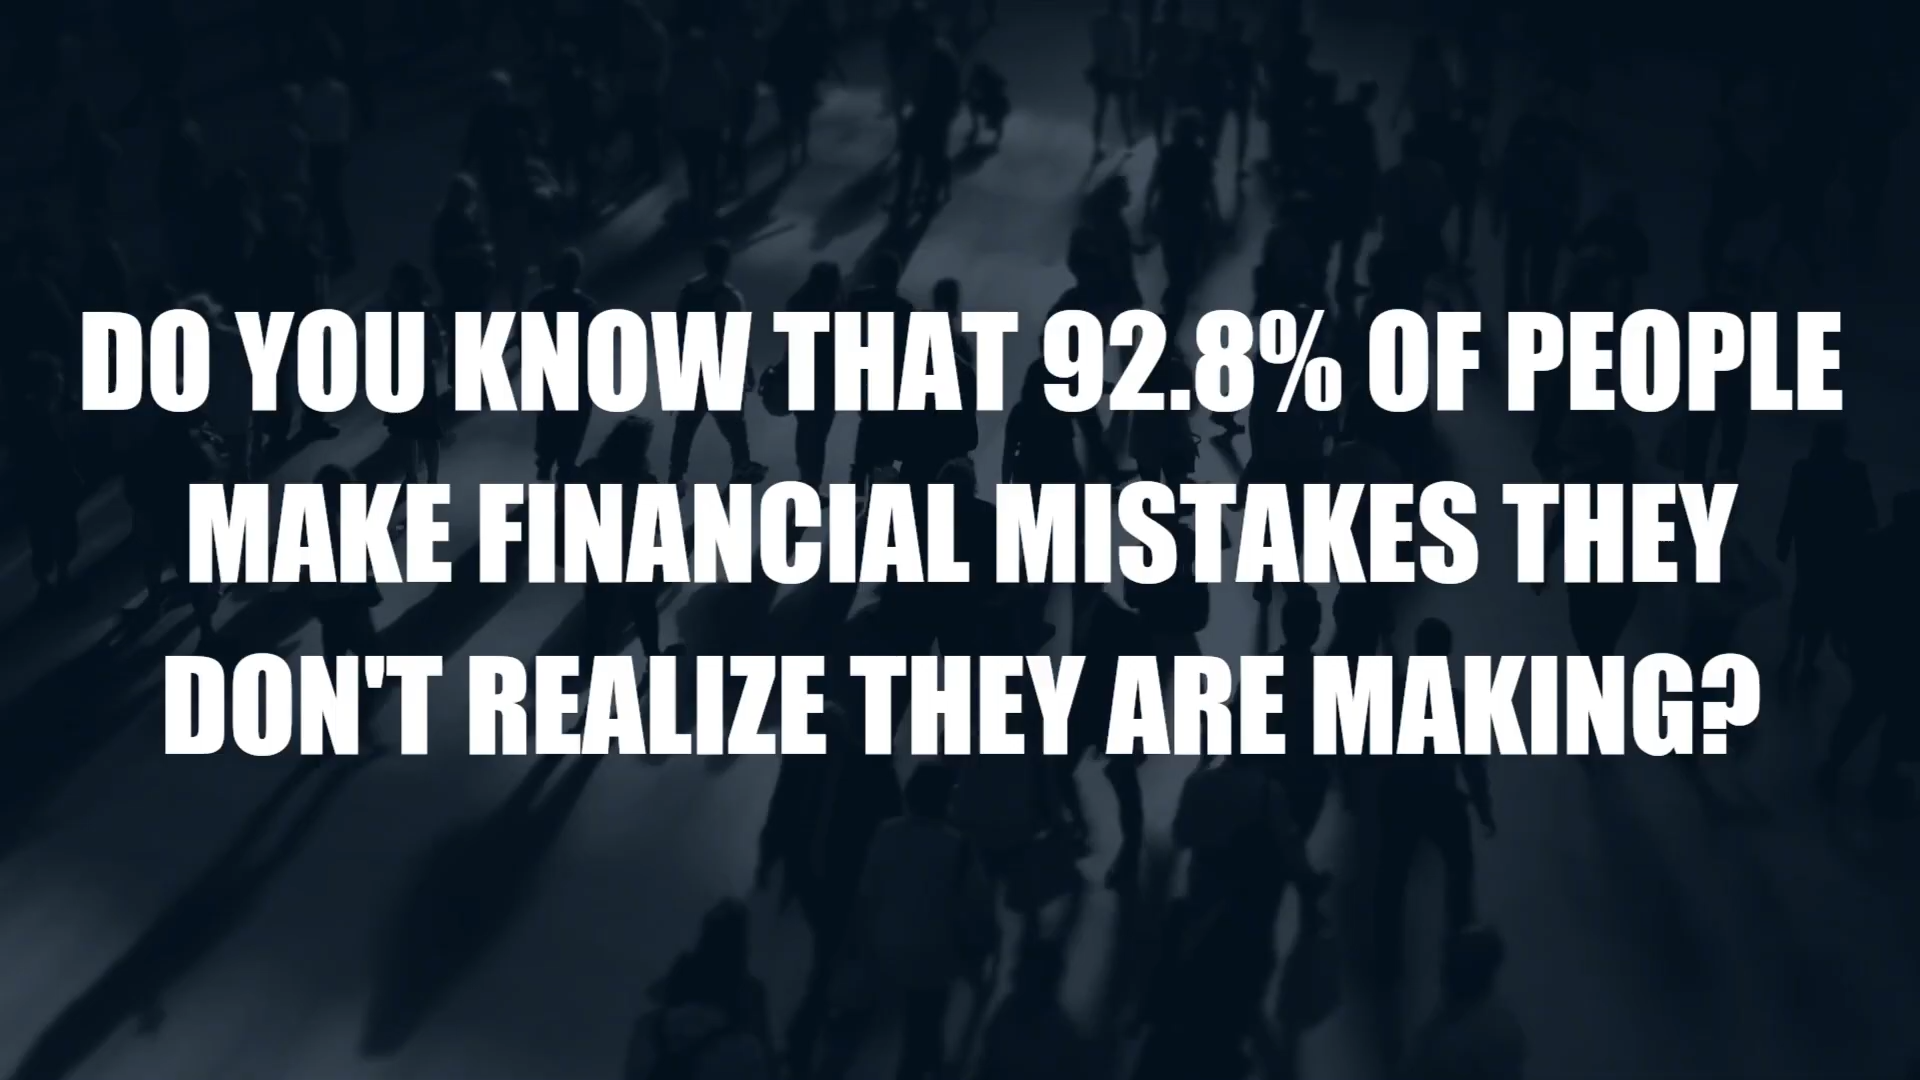 DO YOU KNOW THAT 92.8% OF PEOPLE
MAKE FINANCIAL MISTAKES THEY
DON'T REALIZE THEY ARE MAKING?